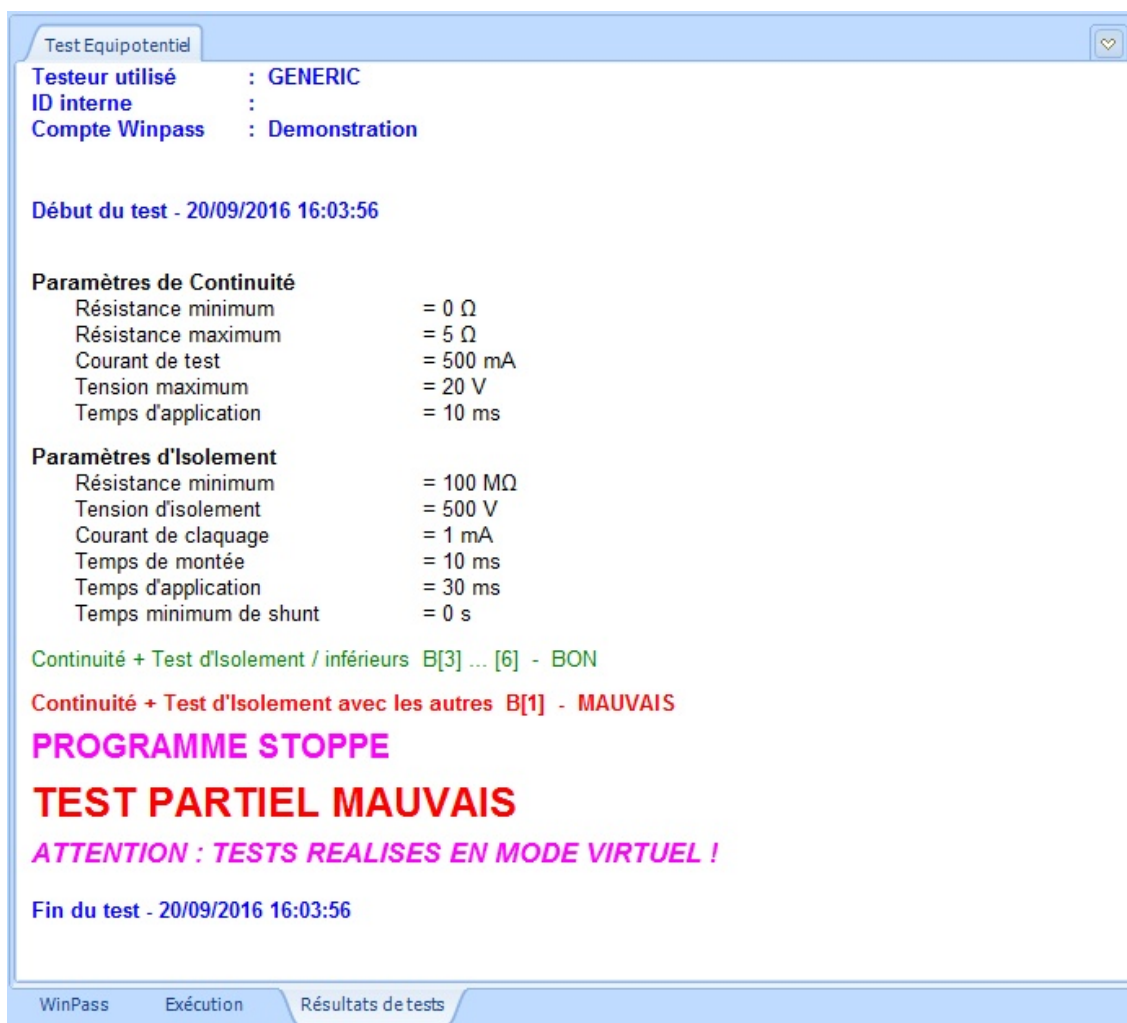 Test Equipotentiel
Testeur utilisé : GENERIC
ID interne :
Compte Winpass : Demonstration
Début du test - 20/09/2016 16:03:56
Paramètres de Continuité
Résistance minimum = 0 Ω
Résistance maximum = 5 Ω
Courant de test = 500 mA
Tension maximum = 20 V
Temps d'application = 10 ms
Paramètres d'Isolement
Résistance minimum = 100 MΩ
Tension d'isolement = 500 V
Courant de claquage = 1 mA
Temps de montée = 10 ms
Temps d'application = 30 ms
Temps minimum de shunt = 0 s
Continuité + Test d'Isolement / inférieurs B[3] ... [6] - BON
Continuité + Test d'Isolement avec les autres B[1] - MAUVAIS
PROGRAMME STOPPE
TEST PARTIEL MAUVAIS
ATTENTION : TESTS REALISES EN MODE VIRTUEL !
Fin du test - 20/09/2016 16:03:56
WinPass Exécution Résultats de tests